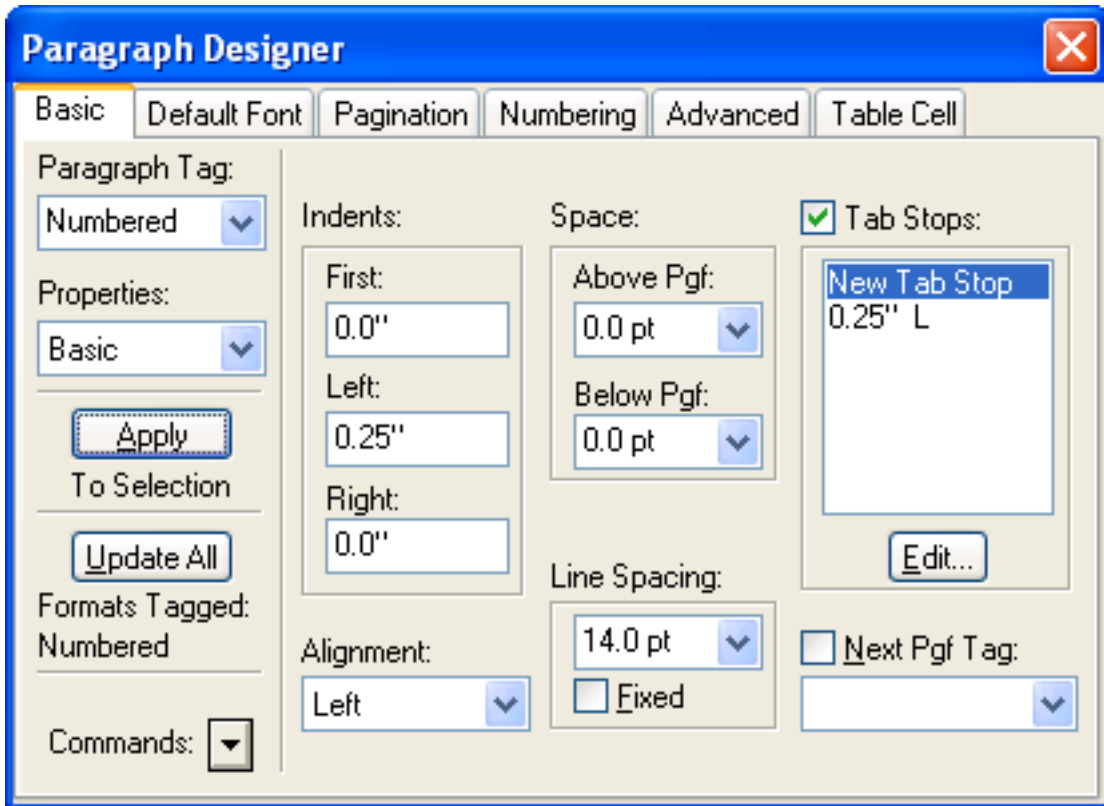 Paragraph Designer
Basic Default Font Pagination Numbering Advanced Table Cell
Paragraph Tag:
Numbered
Properties:
Basic
Apply
To Selection
Update All
Formats Tagged:
Numbered
Commands:
Indents:
First:
0.0"
Left:
0.25"
Right:
0.0"
Alignment:
Left
Space:
Above Pgf:
0.0 pt
Below Pgf:
0.0 pt
Line Spacing:
14.0 pt
Fixed
Tab Stops:
New Tab Stop
0.25" L
Edit...
Next Pgf Tag: